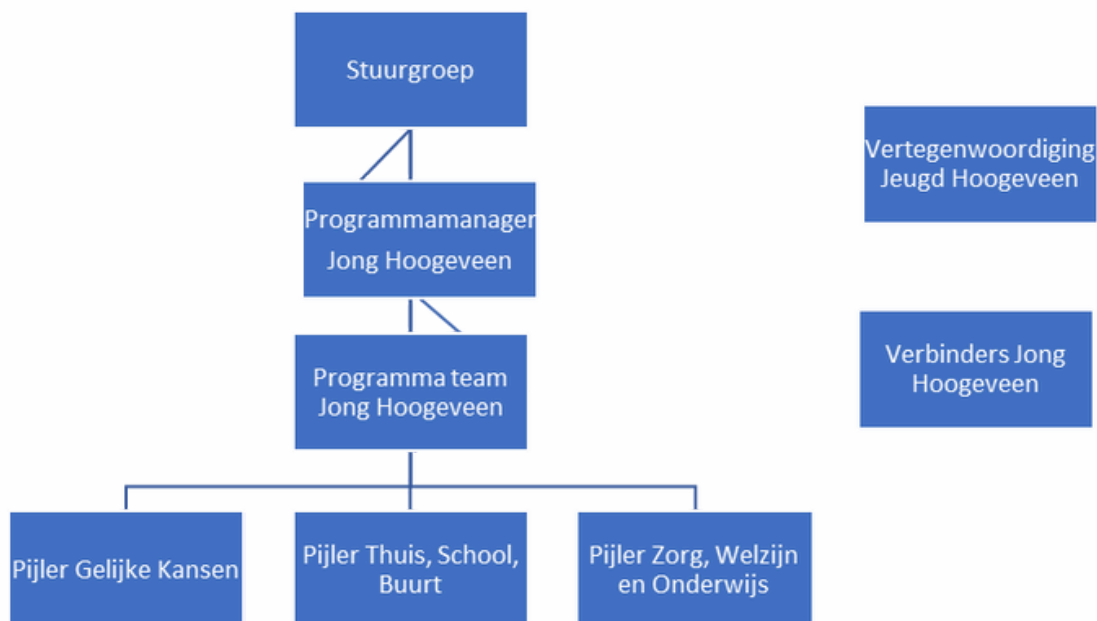 Stuurgroep
Vertegenwoordiging
Jeugd Hoogeveen
Programmamanager
Jong Hoogeveen
Programma team
Jong Hoogeveen
Verbinders Jong
Hoogeveen
Pijler Gelijke Kansen
Pijler Thuis, School,
Buurt
Pijler Zorg, Welzijn
en Onderwijs